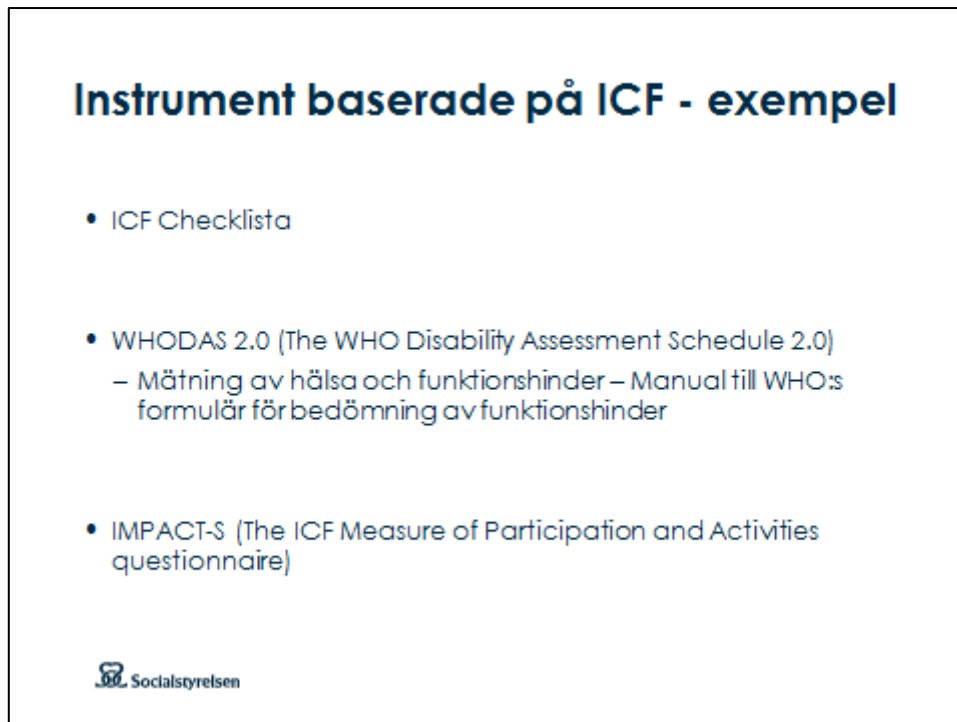 Instrument baserade på ICF - exempel
• ICF Checklista
• WHODAS 2.0 (The WHO Disability Assessment Schedule 2.0)
– Mätning av hälsa och funktionshinder – Manual till WHO:s
formulär för bedömning av funktionshinder
• IMPACT-S (The ICF Measure of Participation and Activities
questionnaire)
Socialstyrelsen